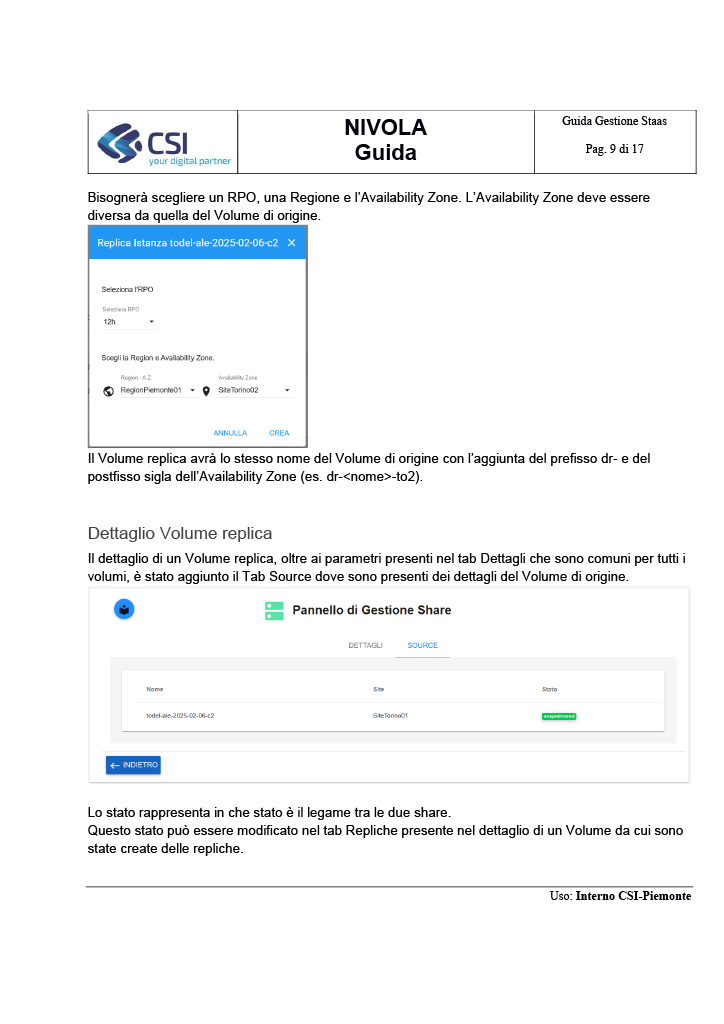 CSI
your digital partner
NIVOLA
Guida
Guida Gestione Staas
Pag. 9 di 17
Bisognerà scegliere un RPO, una Regione e l’Availability Zone. L’Availability Zone deve essere
diversa da quella del Volume di origine.
Replica Istanza todel-ale-2025-02-06-c2 ×
Seleziona l'RPO
Seleziona RPO
12h
Scegli la Region e Availability Zone.
Region - A.Z. Availability Zone
RegionPiemonte01 SiteTorino02
ANNULLA CREA
Il Volume replica avrà lo stesso nome del Volume di origine con l’aggiunta del prefisso dr- e del
postfisso sigla dell’Availability Zone (es. dr-<nome>-to2).
Dettaglio Volume replica
Il dettaglio di un Volume replica, oltre ai parametri presenti nel tab Dettagli che sono comuni per tutti i
volumi, è stato aggiunto il Tab Source dove sono presenti dei dettagli del Volume di origine.
Pannello di Gestione Share
DETTAGLI SOURCE
Nome Site Stato
todel-ale-2025-02-06-c2 SiteTorino01 snapmirrored
← INDIETRO
Lo stato rappresenta in che stato è il legame tra le due share.
Questo stato può essere modificato nel tab Repliche presente nel dettaglio di un Volume da cui sono
state create delle repliche.
Uso: Interno CSI-Piemonte